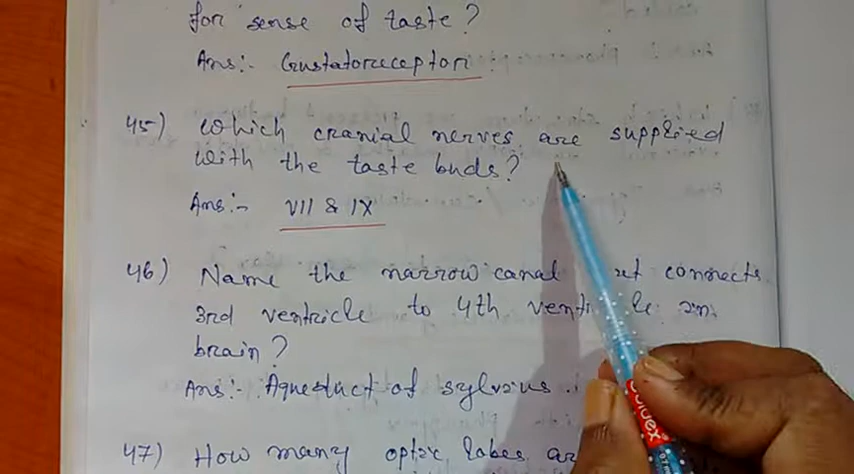 for sense of taste?
Ans:- Gustatoreceptor
45) Which cranial nerves are supplied
with the taste buds?
Ans:- VII & IX
46) Name the narrow canal connects
3rd ventricle to 4th in
brain?
Ans:- Aqueduct of sylvius
47) How many optic lobes